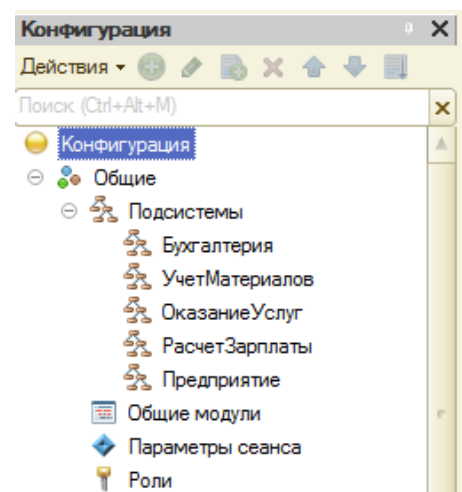 Конфигурация
Действия
Поиск (Ctrl+Alt+M)
Конфигурация
Общие
Подсистемы
Бухгалтерия
УчетМатериалов
ОказаниеУслуг
РасчетЗарплаты
Предприятие
Общие модули
Параметры сеанса
Роли